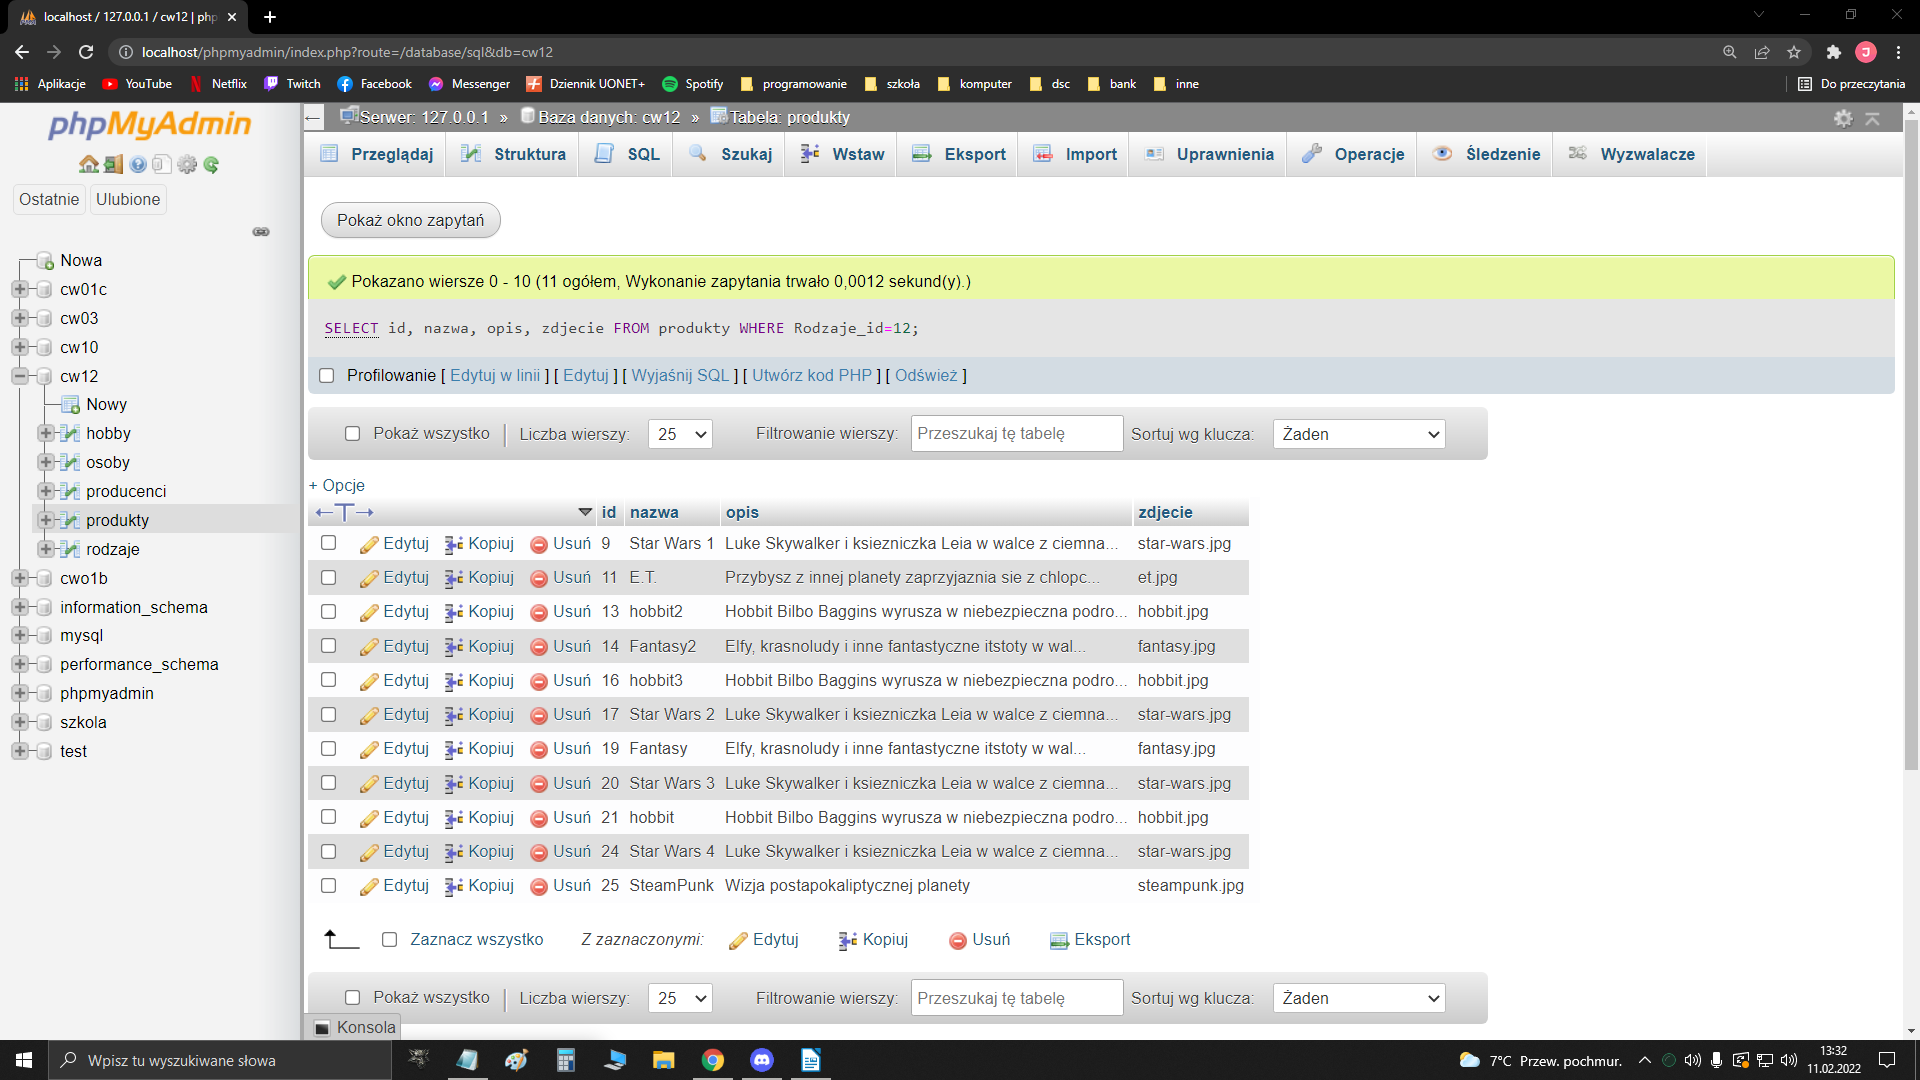 localhost / 127.0.0.1 / cw12 | php
localhost/phpmyadmin/index.php?route=/database/sql&db=cw12
J
Aplikacje YouTube Netflix Twitch Facebook Messenger Dziennik UONET+ Spotify programowanie szkoła komputer dsc bank inne Do przeczytania
phpMyAdmin
Ostatnie Ulubione
Nowa
cw01c
cw03
cw10
cw12
Nowy
hobby
osoby
producenci
produkty
rodzaje
cwo1b
information_schema
mysql
performance_schema
phpmyadmin
szkola
test
Serwer: 127.0.0.1 » Baza danych: cw12 » Tabela: produkty
Przeglądaj Struktura SQL Szukaj Wstaw Eksport Import Uprawnienia Operacje Śledzenie Wyzwalacze
Pokaż okno zapytań
Pokazano wiersze 0 - 10 (11 ogółem, Wykonanie zapytania trwało 0,0012 sekund(y).)
SELECT id, nazwa, opis, zdjecie FROM produkty WHERE Rodzaje_id=12;
Profilowanie [ Edytuj w linii ] [ Edytuj ] [ Wyjaśnij SQL ] [ Utwórz kod PHP ] [ Odśwież ]
Pokaż wszystko | Liczba wierszy: 25 Filtrowanie wierszy: Przeszukaj tę tabelę Sortuj wg klucza: Żaden
+ Opcje
←T→ id nazwa opis zdjecie
Edytuj Kopiuj Usuń 9 Star Wars 1 Luke Skywalker i ksiezniczka Leia w walce z ciemna... star-wars.jpg
Edytuj Kopiuj Usuń 11 E.T. Przybysz z innej planety zaprzyjaznia sie z chlopc... et.jpg
Edytuj Kopiuj Usuń 13 hobbit2 Hobbit Bilbo Baggins wyrusza w niebezpieczna podro... hobbit.jpg
Edytuj Kopiuj Usuń 14 Fantasy2 Elfy, krasnoludy i inne fantastyczne itstoty w wal... fantasy.jpg
Edytuj Kopiuj Usuń 16 hobbit3 Hobbit Bilbo Baggins wyrusza w niebezpieczna podro... hobbit.jpg
Edytuj Kopiuj Usuń 17 Star Wars 2 Luke Skywalker i ksiezniczka Leia w walce z ciemna... star-wars.jpg
Edytuj Kopiuj Usuń 19 Fantasy Elfy, krasnoludy i inne fantastyczne itstoty w wal... fantasy.jpg
Edytuj Kopiuj Usuń 20 Star Wars 3 Luke Skywalker i ksiezniczka Leia w walce z ciemna... star-wars.jpg
Edytuj Kopiuj Usuń 21 hobbit Hobbit Bilbo Baggins wyrusza w niebezpieczna podro... hobbit.jpg
Edytuj Kopiuj Usuń 24 Star Wars 4 Luke Skywalker i ksiezniczka Leia w walce z ciemna... star-wars.jpg
Edytuj Kopiuj Usuń 25 SteamPunk Wizja postapokaliptycznej planety steampunk.jpg
Zaznacz wszystko Z zaznaczonymi: Edytuj Kopiuj Usuń Eksport
Pokaż wszystko | Liczba wierszy: 25 Filtrowanie wierszy: Przeszukaj tę tabelę Sortuj wg klucza: Żaden
Konsola
Wpisz tu wyszukiwane słowa
7°C Przew. pochmur.
13:32
11.02.2022